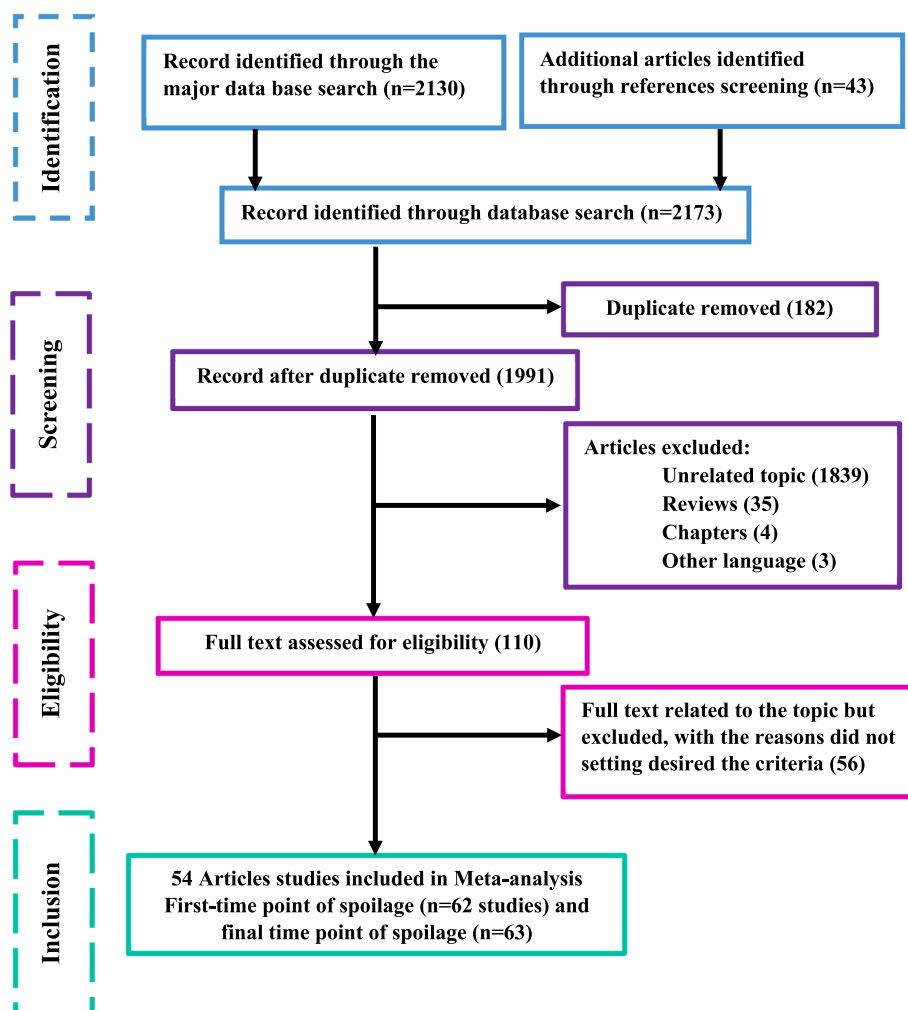 Identification
Record identified through the
major data base search (n=2130)
Additional articles identified
through references screening (n=43)
Record identified through database search (n=2173)
Screening
Duplicate removed (182)
Record after duplicate removed (1991)
Articles excluded:
Unrelated topic (1839)
Reviews (35)
Chapters (4)
Other language (3)
Eligibility
Full text assessed for eligibility (110)
Full text related to the topic but
excluded, with the reasons did not
setting desired the criteria (56)
Inclusion
54 Articles studies included in Meta-analysis
First-time point of spoilage (n=62 studies) and
final time point of spoilage (n=63)